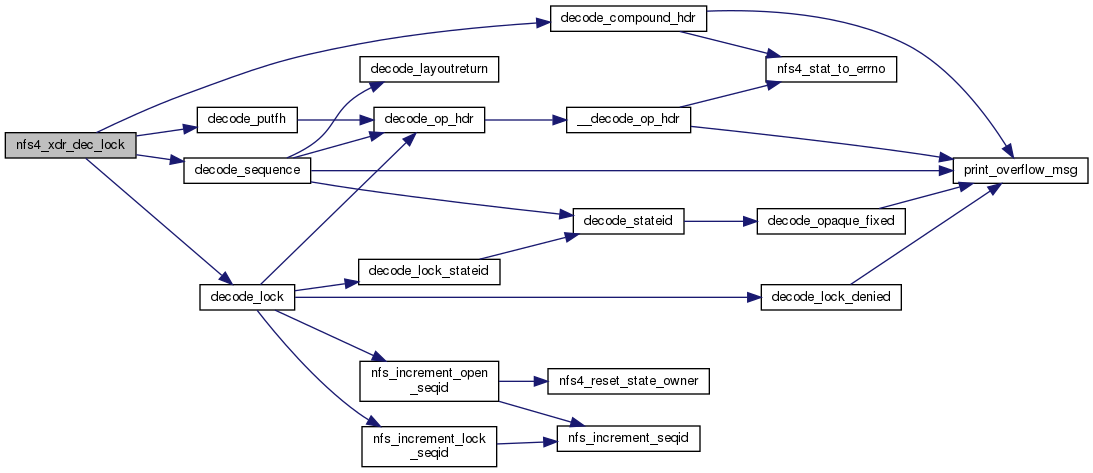 decode_compound_hdr
decode_layoutreturn
nfs4_stat_to_errno
decode_putfh
decode_op_hdr
__decode_op_hdr
nfs4_xdr_dec_lock
decode_sequence
print_overflow_msg
decode_stateid
decode_opaque_fixed
decode_lock_stateid
decode_lock
decode_lock_denied
nfs_increment_open
_seqid
nfs4_reset_state_owner
nfs_increment_lock
_seqid
nfs_increment_seqid